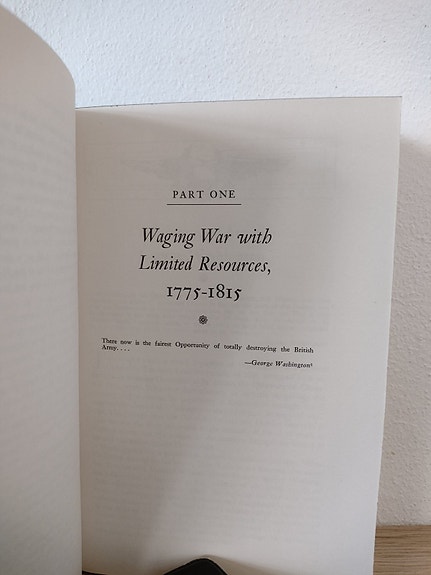 PART ONE
Waging War with
Limited Resources,
1775-1815
There now is the fairest Opportunity of totally destroying the British
Army....
—George Washington¹